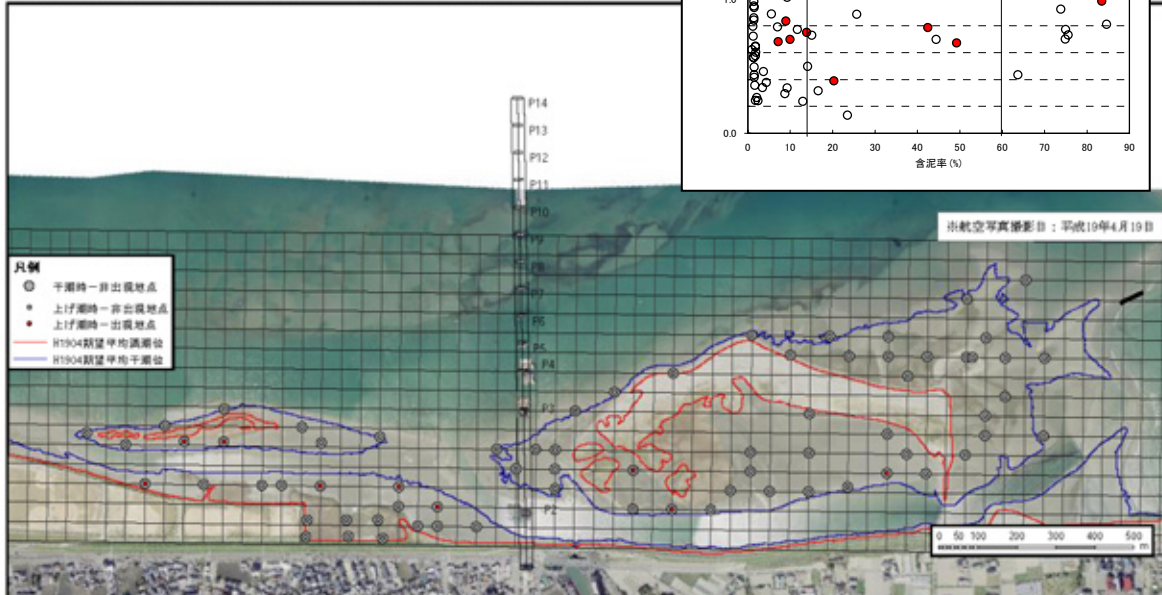 1.0
0.0
0 10 20 30 40 50 60 70 80 90
含泥率(%)
P14
P13
P12
P11
P10
P9
P8
P7
P6
P5
P4
P3
P2
※航空写真撮影日：平成19年4月19日
凡例
干潮時－非出現地点
上げ潮時－非出現地点
上げ潮時－出現地点
H1904朔望平均満潮位
H1904朔望平均干潮位
0 50 100 200 300 400 500
m